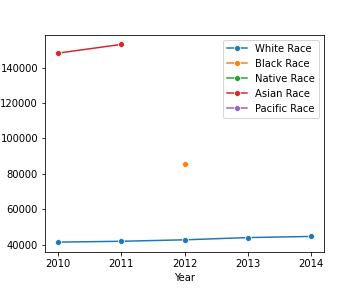 White Race
Black Race
Native Race
Asian Race
Pacific Race
140000
120000
100000
80000
60000
40000
2010 2011 2012 2013 2014
Year